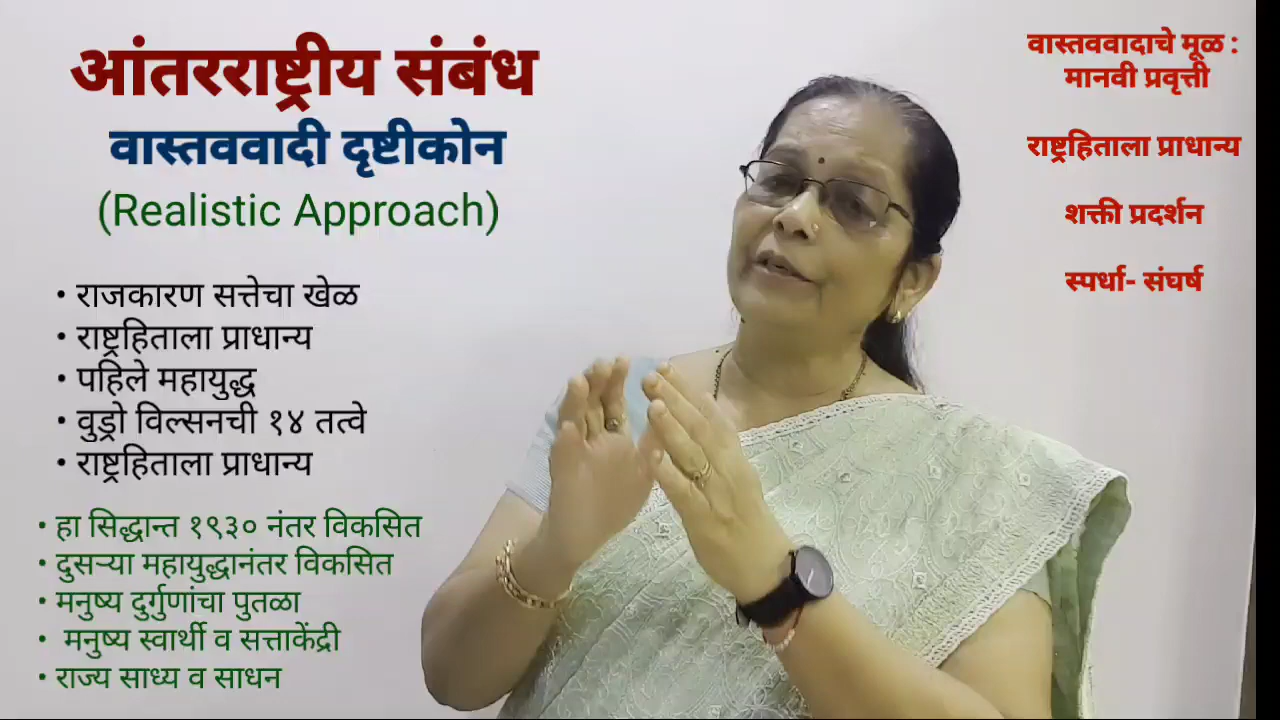 आंतरराष्ट्रीय संबंध
वास्तववादी दृष्टीकोन
(Realistic Approach)
• राजकारण सत्तेचा खेळ
• राष्ट्रहिताला प्राधान्य
• पहिले महायुद्ध
• वुड्रो विल्सनची १४ तत्वे
• राष्ट्रहिताला प्राधान्य
• हा सिद्धान्त १९३० नंतर विकसित
• दुसऱ्या महायुद्धानंतर विकसित
• मनुष्य दुर्गुणांचा पुतळा
• मनुष्य स्वार्थी व सत्ताकेंद्री
• राज्य साध्य व साधन
वास्तववादाचे मूळ :
मानवी प्रवृत्ती
राष्ट्रहिताला प्राधान्य
शक्ती प्रदर्शन
स्पर्धा- संघर्ष